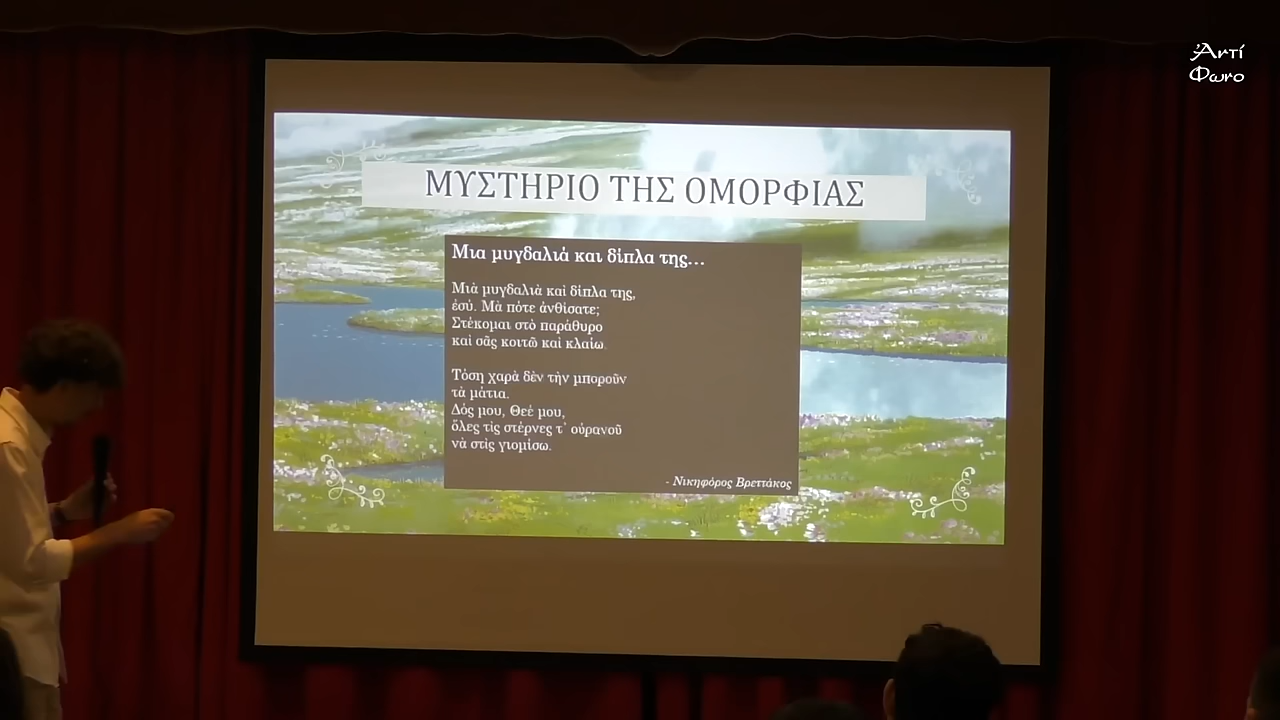 Ἀντί
Φωνο
ΜΥΣΤΗΡΙΟ ΤΗΣ ΟΜΟΡΦΙΑΣ
Μια μυγδαλιά και δίπλα της...
Μιὰ μυγδαλιὰ καὶ δίπλα της,
ἐσύ. Μὰ πότε ἀνθίσατε;
Στέκομαι στὸ παράθυρο
καὶ σᾶς κοιτῶ καὶ κλαίω.
Τόση χαρὰ δὲν τὴν μποροῦν
τὰ μάτια.
Δός μου, Θεέ μου,
ὅλες τὶς στέρνες τ᾽ οὐρανοῦ
νὰ στὶς γιομίσω.
- Νικηφόρος Βρεττάκος